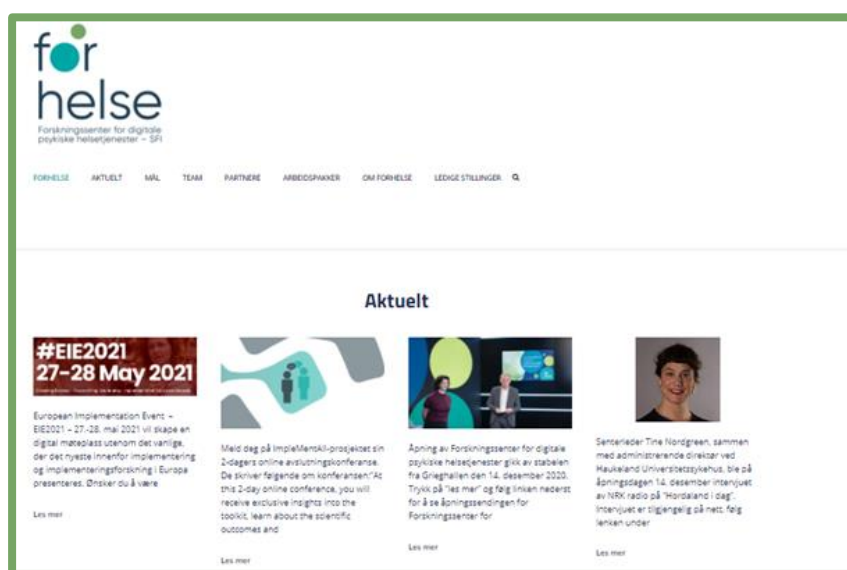 for
helse
Forskningssenter for digitale
psykiske helsetjenester – SFI
FORHELSE AKTUELT MÅL TEAM PARTNERE ARBEIDSPAKKER OM FORHELSE LEDIGE STILLINGER
Aktuelt
#EIE2021
27-28 May 2021
European Implementation Event –
EIE2021 – 27.-28. mai 2021 vil skape en
digital møteplass utenom det vanlige,
der det nyeste innenfor implementering
og implementeringsforskning i Europa
presenteres. Ønsker du å være
Les mer
Meld deg på ImpleMentAll-prosjektet sin
2-dagers online avslutningskonferanse.
De skriver følgende om konferansen:"At
this 2-day online conference, you will
receive exclusive insights into the
toolkit, learn about the scientific
outcomes and
Les mer
Åpning av Forskningssenter for digitale
psykiske helsetjenester gikk av stabelen
fra Grieghallen den 14. desember 2020.
Trykk på "les mer" og følg linken nederst
for å se åpningssendingen for
Forskningssenter for
Les mer
Senterleder Tine Nordgreen, sammen
med administrerende direktør ved
Haukeland Universitetssykehus, ble på
åpningsdagen 14. desember intervjuet
av NRK radio på "Hordaland i dag".
Intervjuet er tilgjengelig på nett, følg
lenken under
Les mer